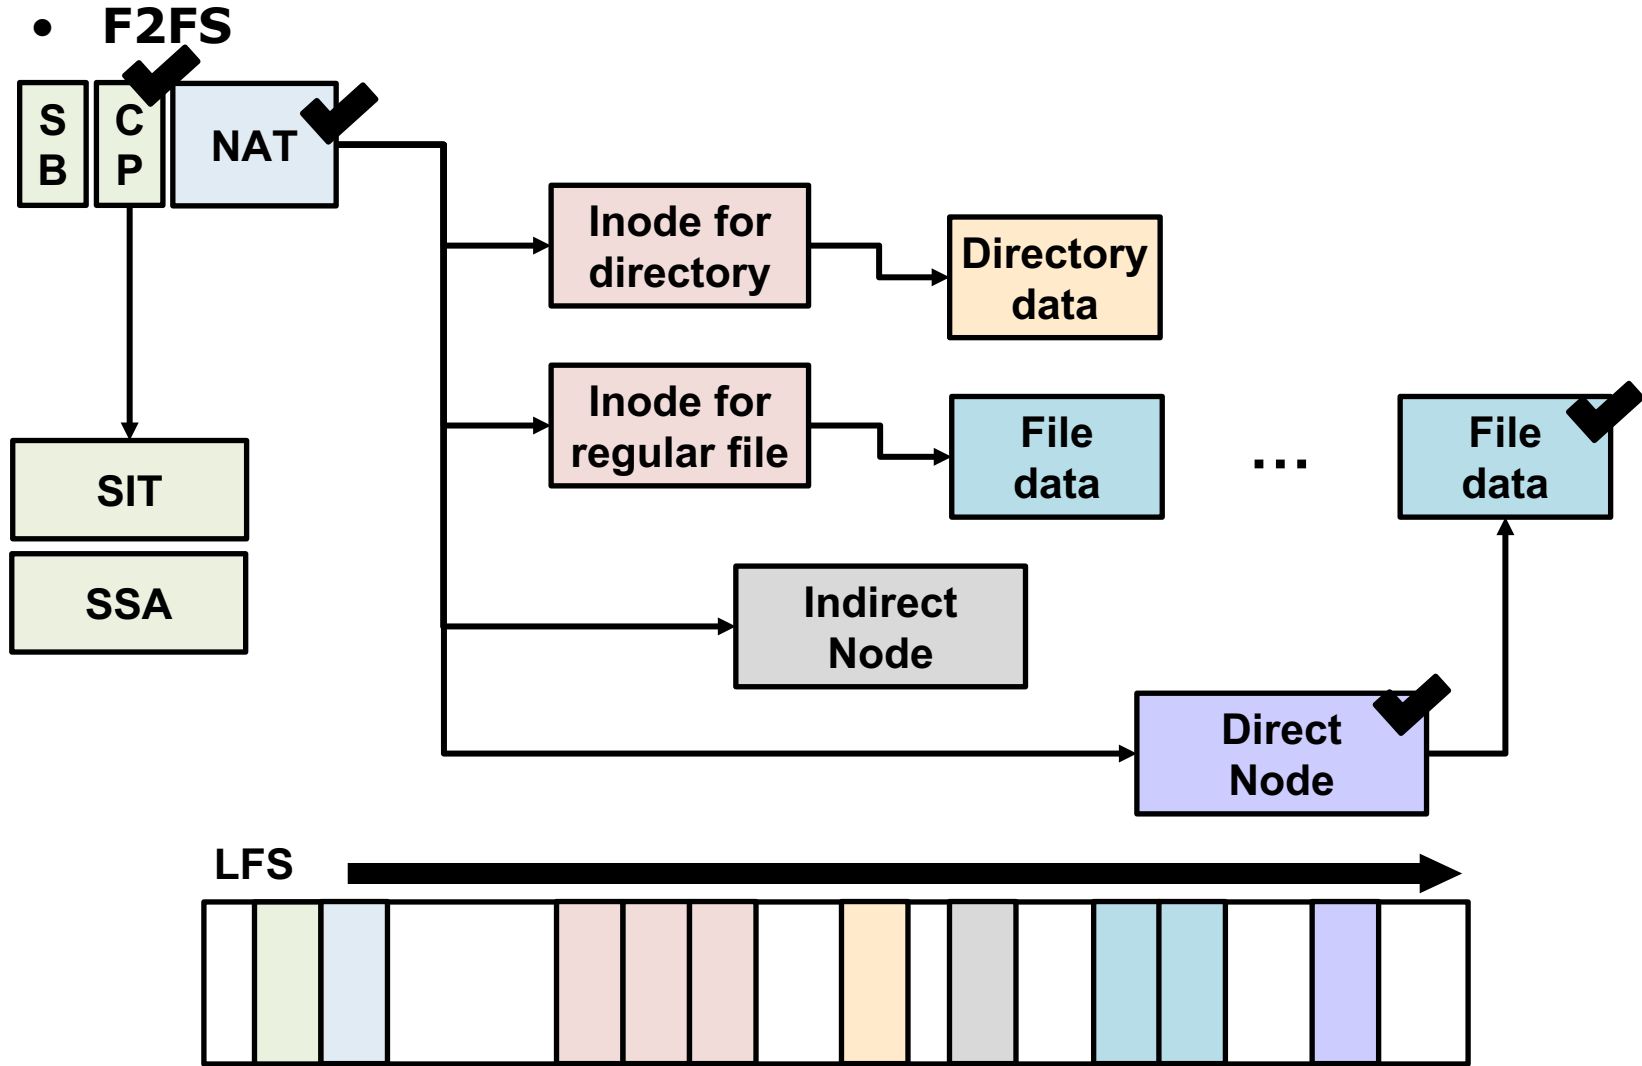 • F2FS
S
B
C
P
NAT
Inode for
directory
Directory
data
Inode for
regular file
File
data
...
File
data
SIT
SSA
Indirect
Node
Direct
Node
LFS